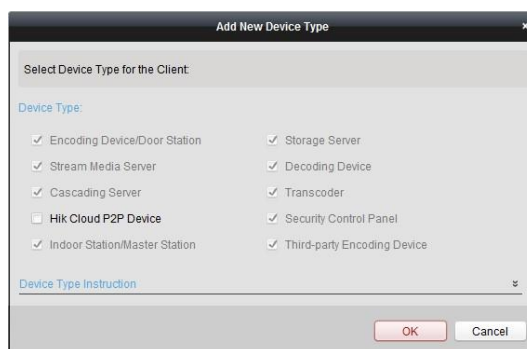 Add New Device Type
Select Device Type for the Client:
Device Type:
Encoding Device/Door Station
Storage Server
Stream Media Server
Decoding Device
Cascading Server
Transcoder
Hik Cloud P2P Device
Security Control Panel
Indoor Station/Master Station
Third-party Encoding Device
Device Type Instruction
OK
Cancel